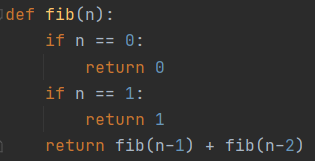 def fib(n):
    if n == 0:
        return 0
    if n == 1:
        return 1
    return fib(n-1) + fib(n-2)